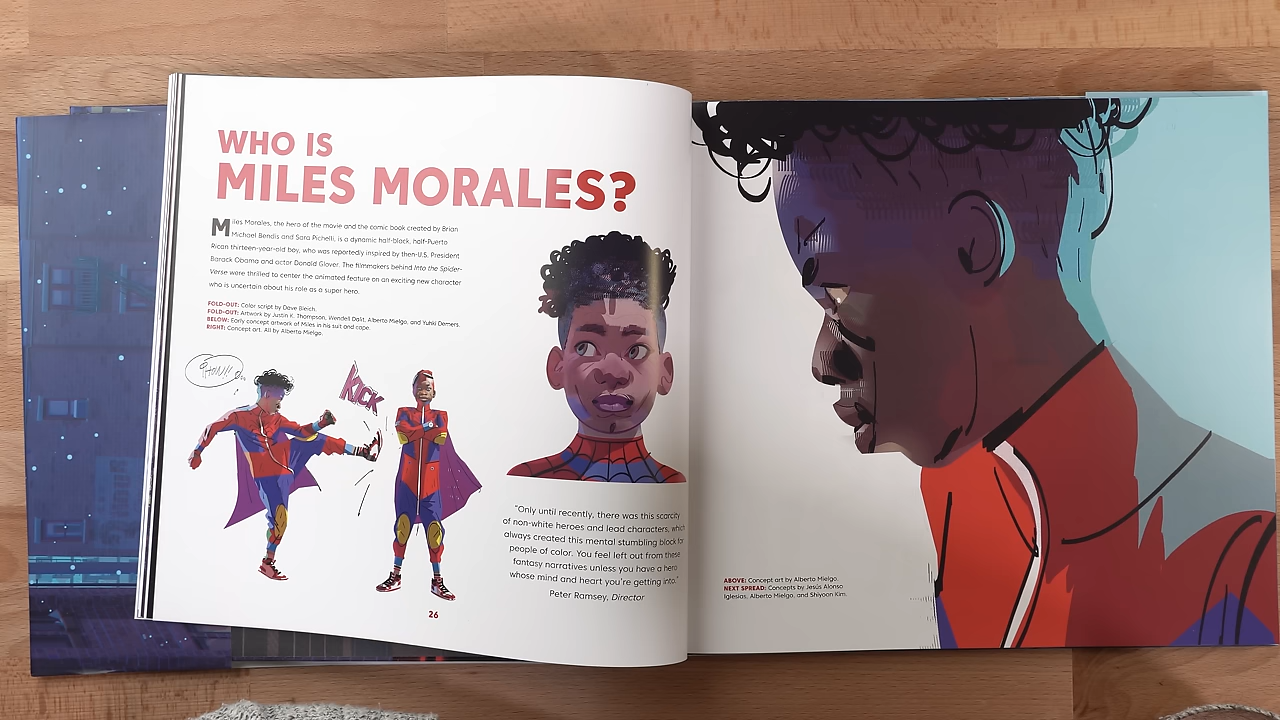 WHO IS
MILES MORALES?
Miles Morales, the hero of the movie and the comic book created by Brian
Michael Bendis and Sara Pichelli, is a dynamic half-black, half-Puerto
Rican thirteen-year-old boy, who was reportedly inspired by then-U.S. President
Barack Obama and actor Donald Glover. The filmmakers behind Into the Spider-
Verse were thrilled to center the animated feature on an exciting new character
who is uncertain about his role as a super hero.
FOLD-OUT: Color script by Dave Bleich.
FOLD-OUT: Artwork by Justin K. Thompson, Wendell Dalit, Alberto Mielgo, and Yuhki Demers.
BELOW: Early concept artwork of Miles in his suit and cape.
RIGHT: Concept art. All by Alberto Mielgo.
KICK
"Only until recently, there was this scarcity
of non-white heroes and lead characters, which
always created this mental stumbling block for
people of color. You feel left out from these
fantasy narratives unless you have a hero
whose mind and heart you're getting into."
Peter Ramsey, Director
26
ABOVE: Concept art by Alberto Mielgo.
NEXT SPREAD: Concepts by Jesús Alonso
Iglesias, Alberto Mielgo, and Shiyoon Kim.